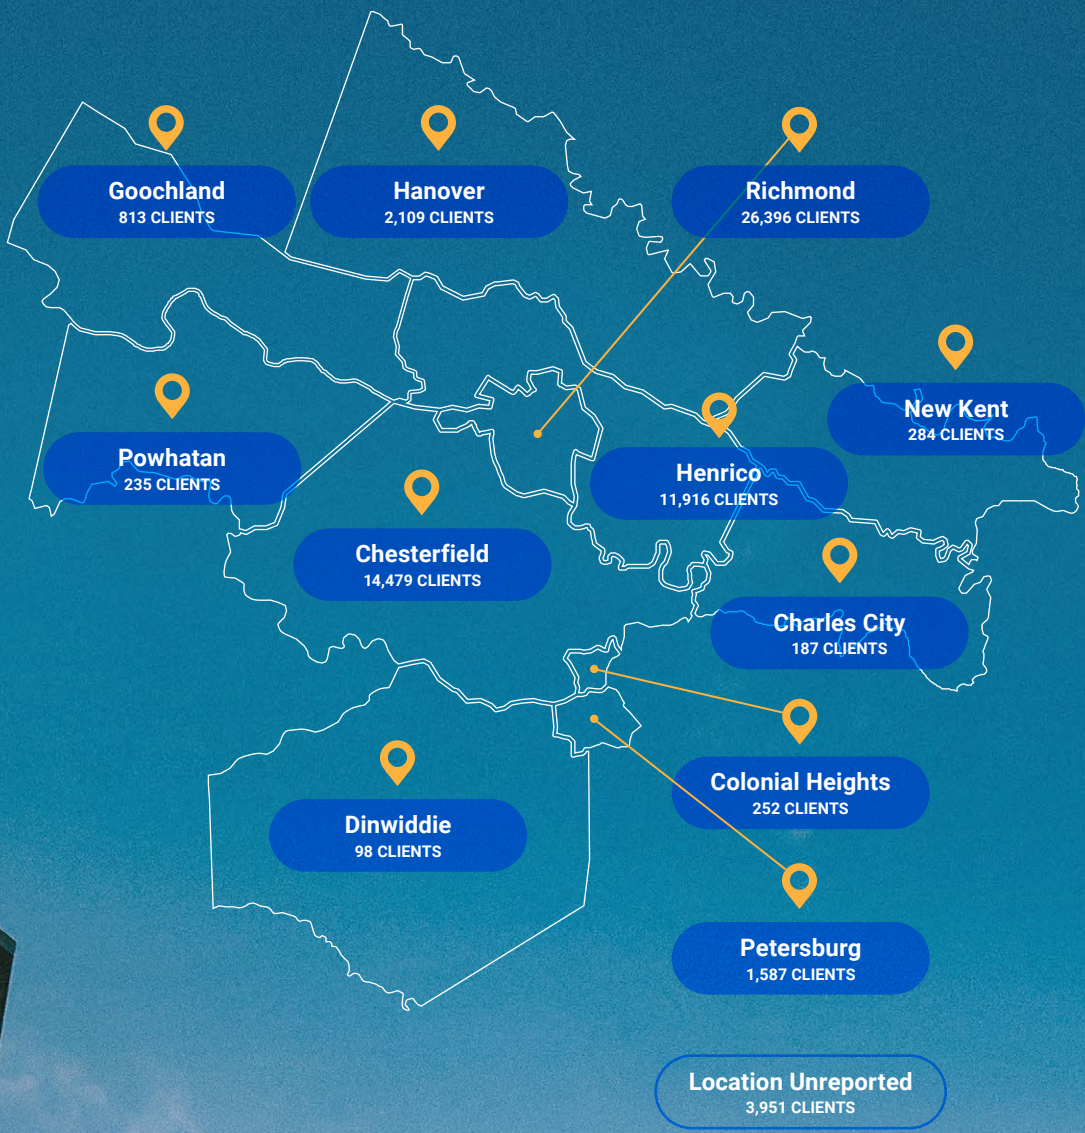 Goochland
813 CLIENTS
Hanover
2,109 CLIENTS
Richmond
26,396 CLIENTS
New Kent
284 CLIENTS
Powhatan
235 CLIENTS
Henrico
11,916 CLIENTS
Chesterfield
14,479 CLIENTS
Charles City
187 CLIENTS
Colonial Heights
252 CLIENTS
Dinwiddie
98 CLIENTS
Petersburg
1,587 CLIENTS
Location Unreported
3,951 CLIENTS